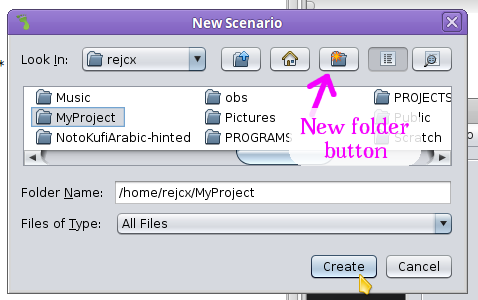 New Scenario
Look In: rejcx
Music obs PROJECTS
MyProject Pictures Public
NotoKufiArabic-hinted PROGRAMS Scratch
New folder
button
Folder Name: /home/rejcx/MyProject
Files of Type: All Files
Create Cancel